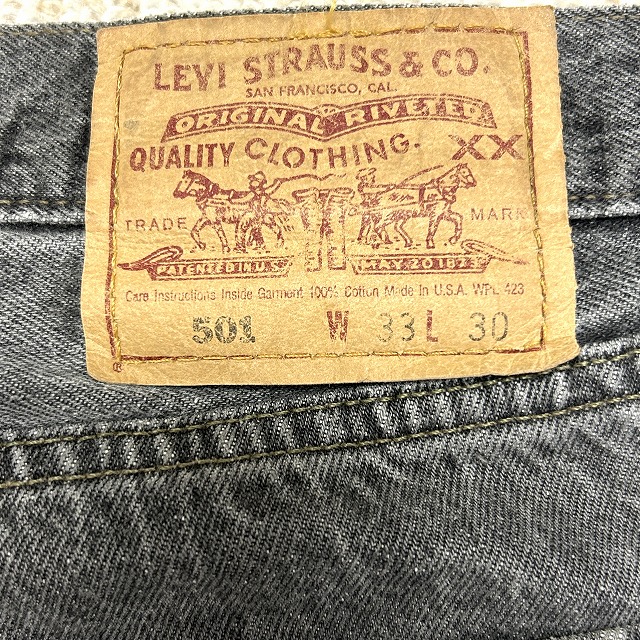 LEVI STRAUSS & CO.
SAN FRANCISCO, CAL.
ORIGINAL RIVETED
QUALITY CLOTHING. XX
TRADE MARK
PATENTED IN U.S. MAY 20 1873
Care Instructions Inside Garment 100% Cotton Made In U.S.A. WPL 423
501 W 33 L 30